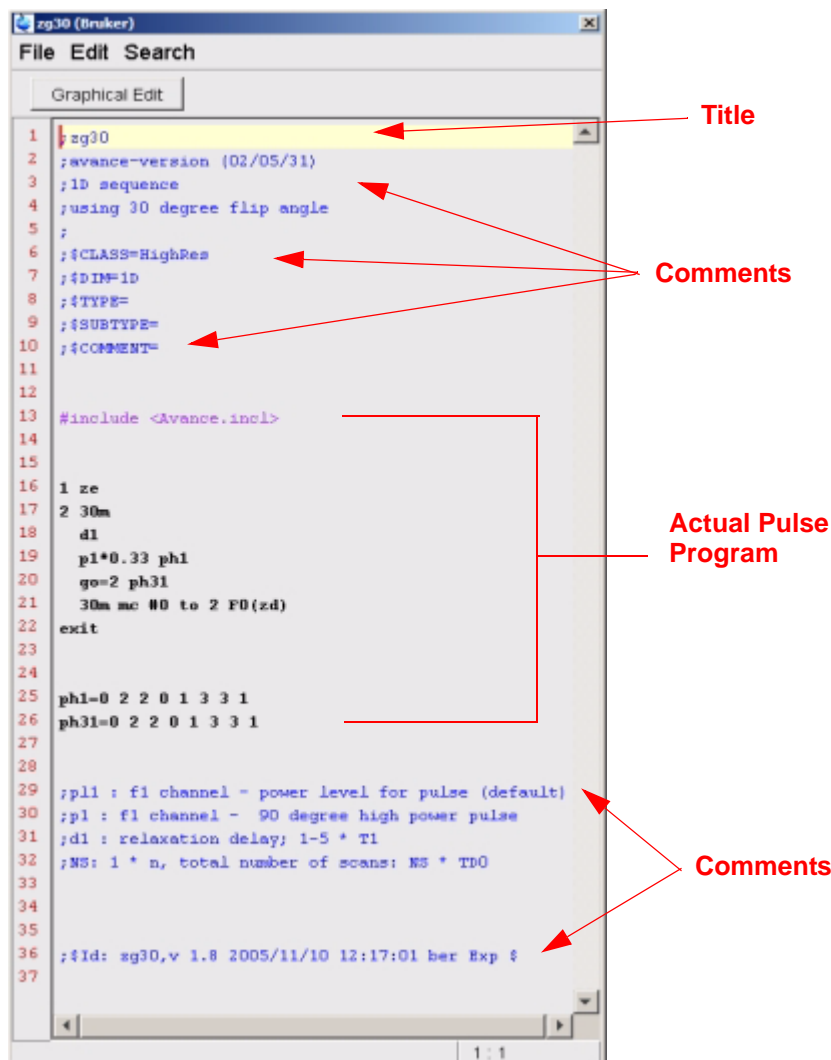 zg30 (Bruker)
File Edit Search
Graphical Edit
1 ;zg30
2 ;avance-version (02/05/31)
3 ;1D sequence
4 ;using 30 degree flip angle
5 ;
6 ;$CLASS=HighRes
7 ;$DIM=1D
8 ;$TYPE=
9 ;$SUBTYPE=
10 ;$COMMENT=
11
12
13 #include <Avance.incl>
14
15
16 1 ze
17 2 30m
18 d1
19 p1*0.33 ph1
20 go=2 ph31
21 30m mc #0 to 2 F0(zd)
22 exit
23
24
25 ph1=0 2 2 0 1 3 3 1
26 ph31=0 2 2 0 1 3 3 1
27
28
29 ;pl1 : f1 channel - power level for pulse (default)
30 ;p1 : f1 channel - 90 degree high power pulse
31 ;d1 : relaxation delay; 1-5 * T1
32 ;NS: 1 * n, total number of scans: NS * TD0
33
34
35
36 ;$Id: zg30,v 1.8 2005/11/10 12:17:01 ber Exp $
37
1 : 1
Title
Comments
Actual Pulse
Program
Comments